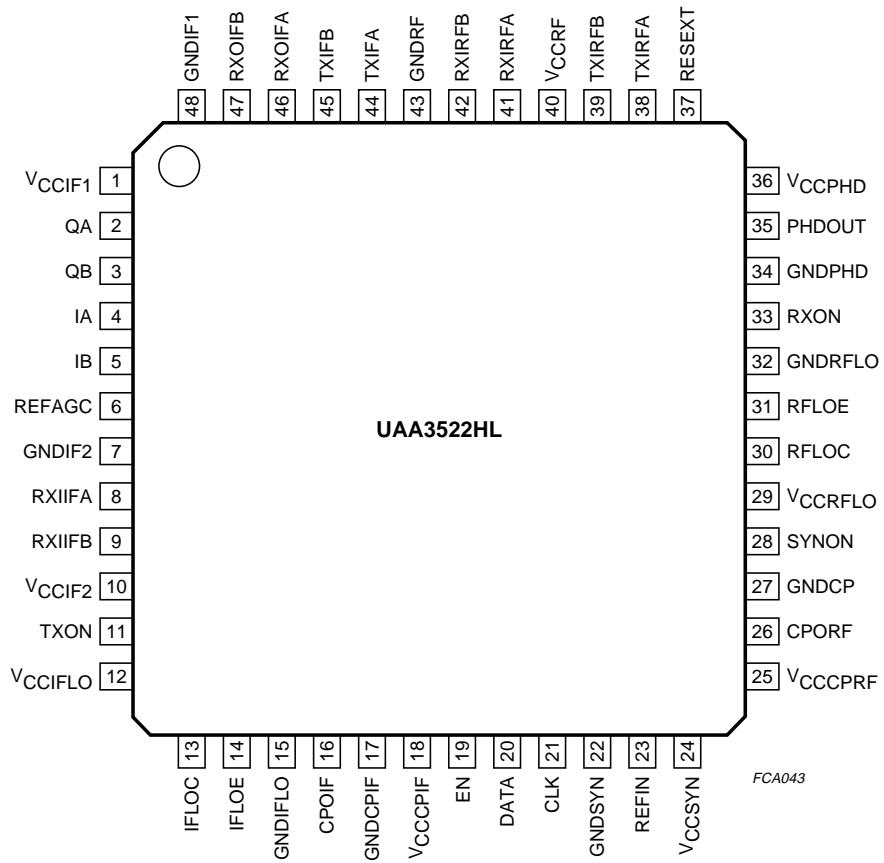 48 GNDIF1
47 RXOIFB
46 RXOIFA
45 TXIFB
44 TXIFA
43 GNDRF
42 RXIRFB
41 RXIRFA
40 VCCRF
39 TXIRFB
38 TXIRFA
37 RESEXT
VCCIF1 1
QA 2
QB 3
IA 4
IB 5
REFAGC 6
GNDIF2 7
RXIIFA 8
RXIIFB 9
VCCIF2 10
TXON 11
VCCIFLO 12
UAA3522HL
36 VCCPHD
35 PHDOUT
34 GNDPHD
33 RXON
32 GNDRFLO
31 RFLOE
30 RFLOC
29 VCCRFLO
28 SYNON
27 GNDCP
26 CPORF
25 VCCCPRF
IFLOC 13
IFLOE 14
GNDIFLO 15
CPOIF 16
GNDCPIF 17
VCCCPIF 18
EN 19
DATA 20
CLK 21
GNDSYN 22
REFIN 23
VCCSYN 24
FCA043